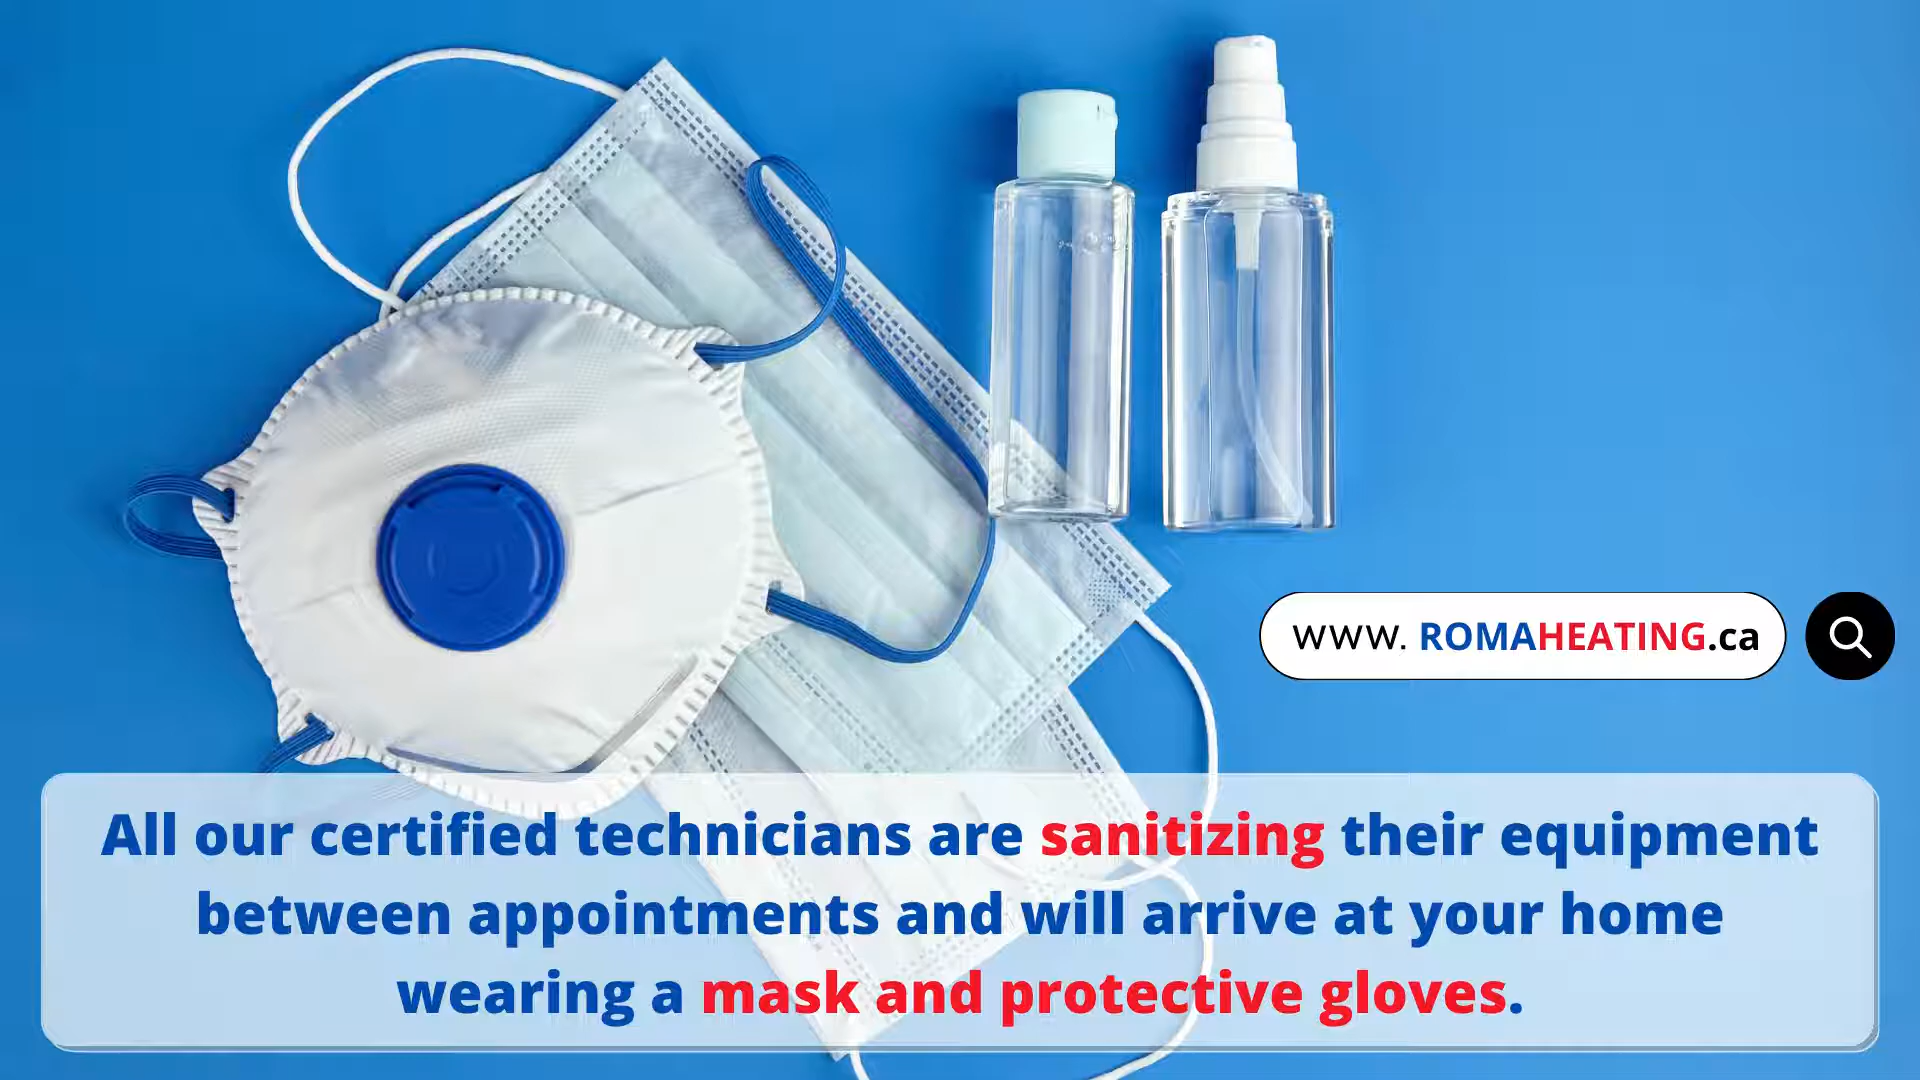 www. ROMAHEATING.ca
All our certified technicians are sanitizing their equipment
between appointments and will arrive at your home
wearing a mask and protective gloves.